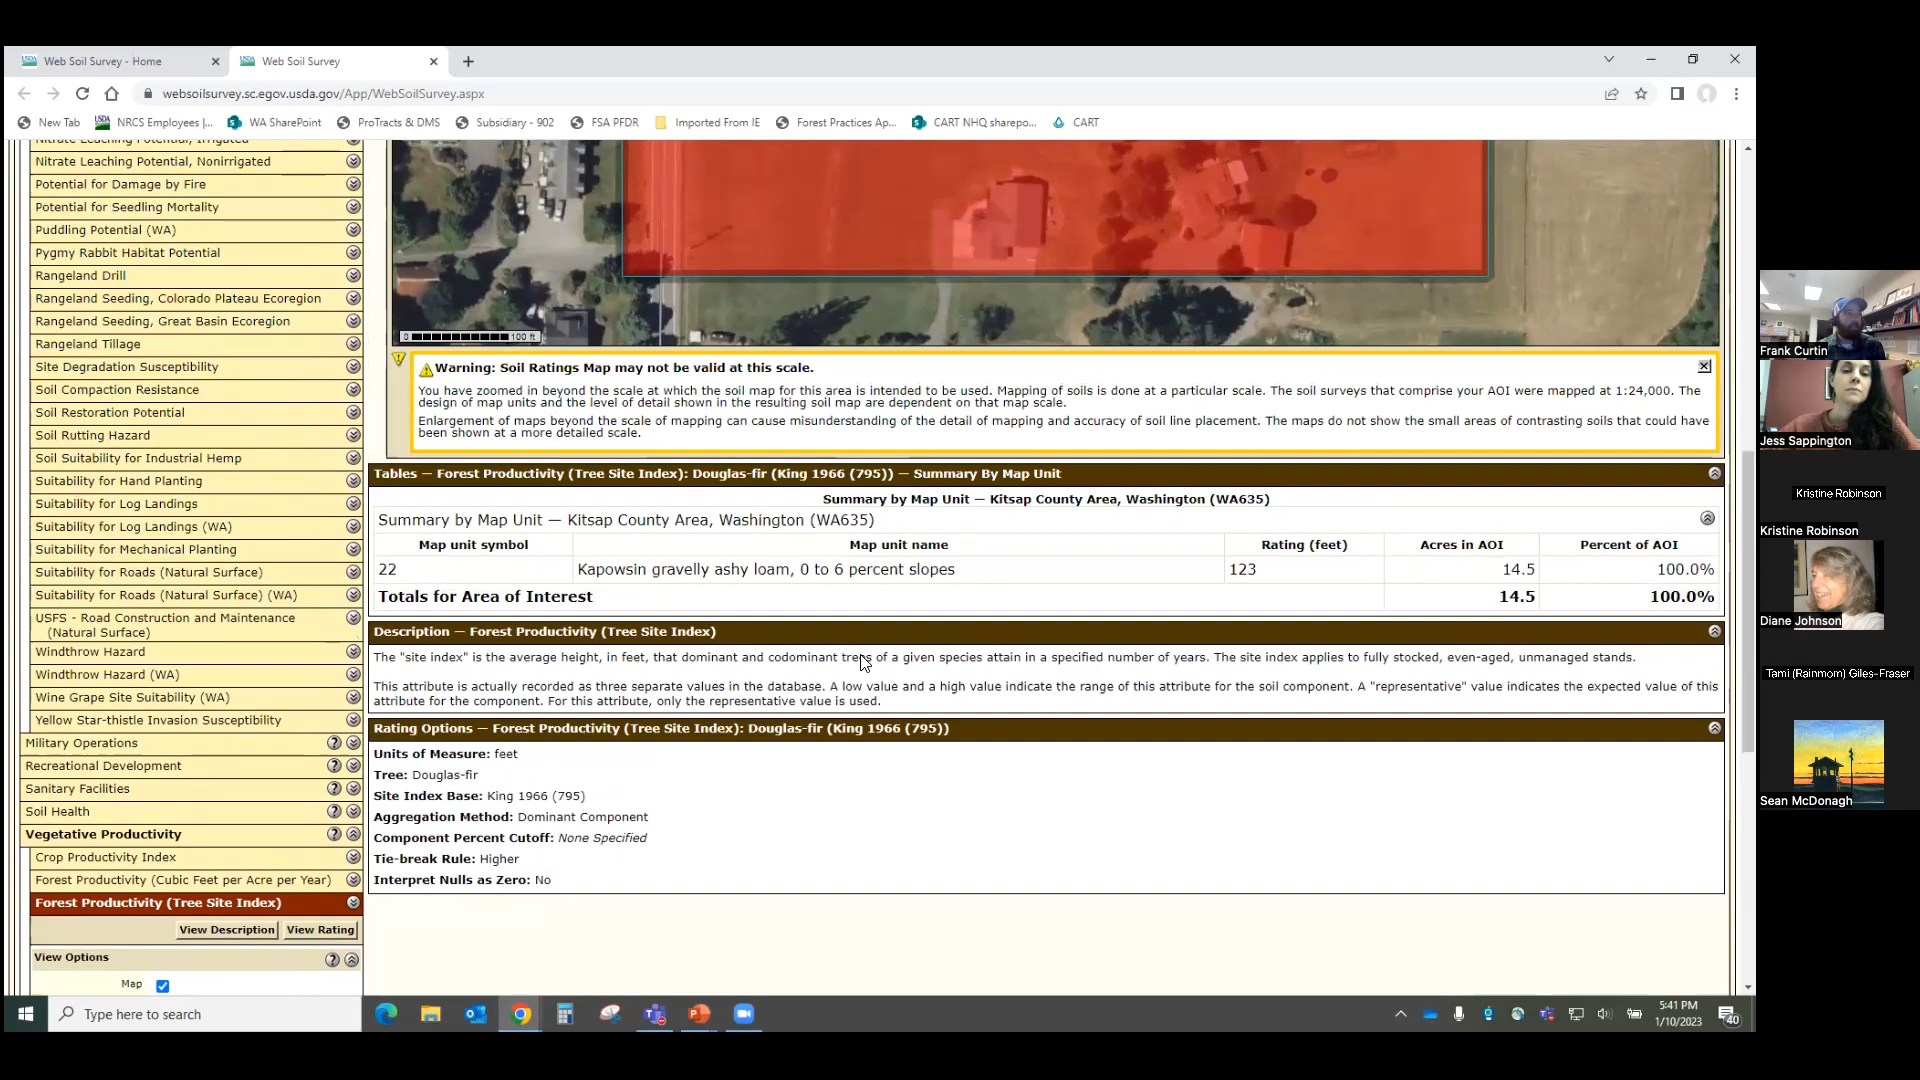 Web Soil Survey - Home
Web Soil Survey
websoilsurvey.sc.egov.usda.gov/App/WebSoilSurvey.aspx
New Tab
NRCS Employees |...
WA SharePoint
ProTracts & DMS
Subsidiary - 902
FSA PFDR
Imported From IE
Forest Practices Ap...
CART NHQ sharepo...
CART
Nitrate Leaching Potential, Irrigated
Nitrate Leaching Potential, Nonirrigated
Potential for Damage by Fire
Potential for Seedling Mortality
Puddling Potential (WA)
Pygmy Rabbit Habitat Potential
Rangeland Drill
Rangeland Seeding, Colorado Plateau Ecoregion
Rangeland Seeding, Great Basin Ecoregion
Rangeland Tillage
Site Degradation Susceptibility
Soil Compaction Resistance
Soil Restoration Potential
Soil Rutting Hazard
Soil Suitability for Industrial Hemp
Suitability for Hand Planting
Suitability for Log Landings
Suitability for Log Landings (WA)
Suitability for Mechanical Planting
Suitability for Roads (Natural Surface)
Suitability for Roads (Natural Surface) (WA)
USFS - Road Construction and Maintenance
(Natural Surface)
Windthrow Hazard
Windthrow Hazard (WA)
Wine Grape Site Suitability (WA)
Yellow Star-thistle Invasion Susceptibility
Military Operations
Recreational Development
Sanitary Facilities
Soil Health
Vegetative Productivity
Crop Productivity Index
Forest Productivity (Cubic Feet per Acre per Year)
Forest Productivity (Tree Site Index)
View Description View Rating
View Options
Map
0 100 ft
Warning: Soil Ratings Map may not be valid at this scale.
You have zoomed in beyond the scale at which the soil map for this area is intended to be used. Mapping of soils is done at a particular scale. The soil surveys that comprise your AOI were mapped at 1:24,000. The
design of map units and the level of detail shown in the resulting soil map are dependent on that map scale.
Enlargement of maps beyond the scale of mapping can cause misunderstanding of the detail of mapping and accuracy of soil line placement. The maps do not show the small areas of contrasting soils that could have
been shown at a more detailed scale.
Tables — Forest Productivity (Tree Site Index): Douglas-fir (King 1966 (795)) — Summary By Map Unit
Summary by Map Unit — Kitsap County Area, Washington (WA635)
Summary by Map Unit — Kitsap County Area, Washington (WA635)
Map unit symbol Map unit name Rating (feet) Acres in AOI Percent of AOI
22 Kapowsin gravelly ashy loam, 0 to 6 percent slopes 123 14.5 100.0%
Totals for Area of Interest 14.5 100.0%
Description — Forest Productivity (Tree Site Index)
The "site index" is the average height, in feet, that dominant and codominant trees of a given species attain in a specified number of years. The site index applies to fully stocked, even-aged, unmanaged stands.
This attribute is actually recorded as three separate values in the database. A low value and a high value indicate the range of this attribute for the soil component. A "representative" value indicates the expected value of this
attribute for the component. For this attribute, only the representative value is used.
Rating Options — Forest Productivity (Tree Site Index): Douglas-fir (King 1966 (795))
Units of Measure: feet
Tree: Douglas-fir
Site Index Base: King 1966 (795)
Aggregation Method: Dominant Component
Component Percent Cutoff: None Specified
Tie-break Rule: Higher
Interpret Nulls as Zero: No
Type here to search
5:41 PM
1/10/2023
40
Frank Curtin
Jess Sappington
Kristine Robinson
Kristine Robinson
Diane Johnson
Tami (Rainmom) Giles-Fraser
Sean McDonagh